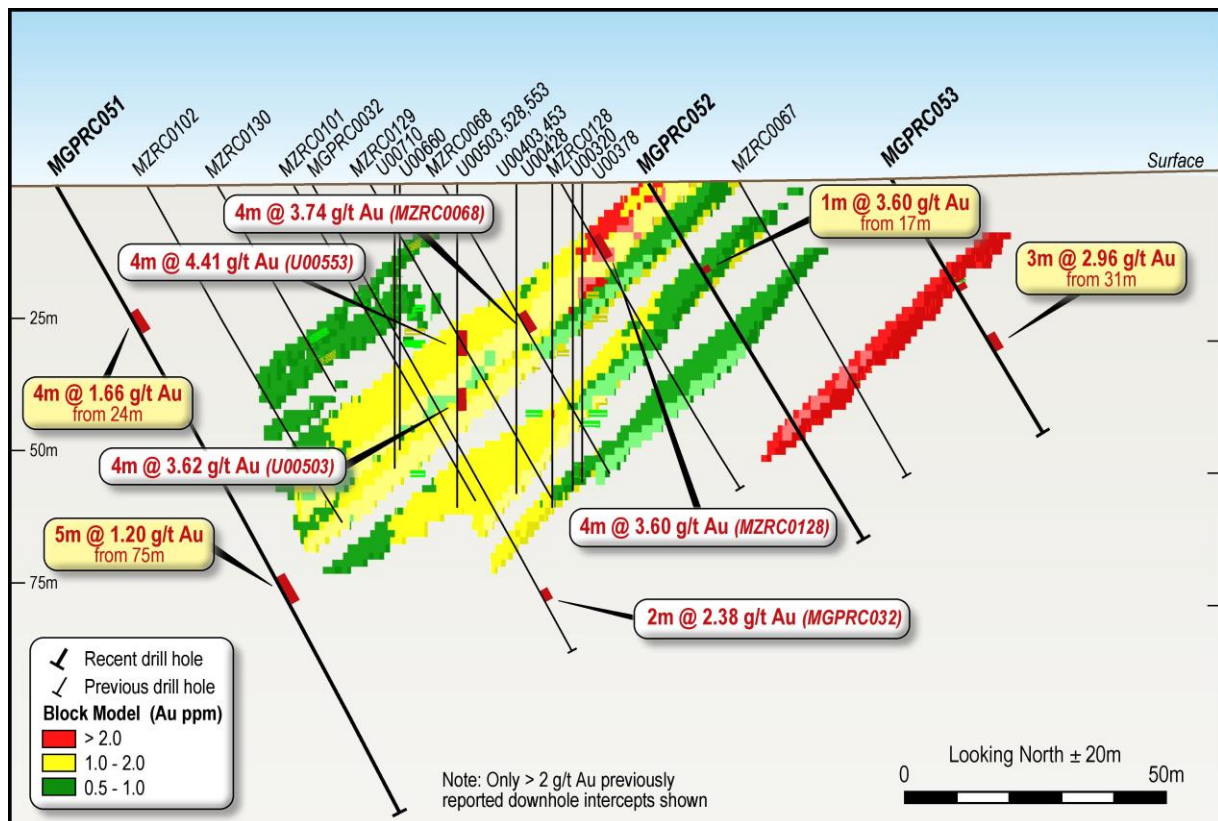 MGPRC051
MZRC0102
MZRC0130
MZRC0101
MGPRC0032
MZRC0129
U00710
U00660
MZRC0068
U00503,528,553
U00403,453
U00428
MZRC0128
U00320
U00378
MGPRC052
MZRC0067
MGPRC053
Surface
4m @ 3.74 g/t Au (MZRC0068)
1m @ 3.60 g/t Au
from 17m
4m @ 4.41 g/t Au (U00553)
3m @ 2.96 g/t Au
from 31m
25m
4m @ 1.66 g/t Au
from 24m
50m
4m @ 3.62 g/t Au (U00503)
4m @ 3.60 g/t Au (MZRC0128)
5m @ 1.20 g/t Au
from 75m
75m
2m @ 2.38 g/t Au (MGPRC032)
Recent drill hole
Previous drill hole
Block Model (Au ppm)
> 2.0
1.0 - 2.0
0.5 - 1.0
Note: Only > 2 g/t Au previously
reported downhole intercepts shown
Looking North ± 20m
0
50m